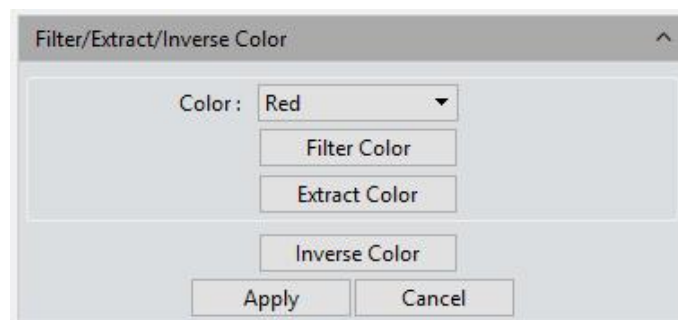 Filter/Extract/Inverse Color
Color: Red
Filter Color
Extract Color
Inverse Color
Apply Cancel